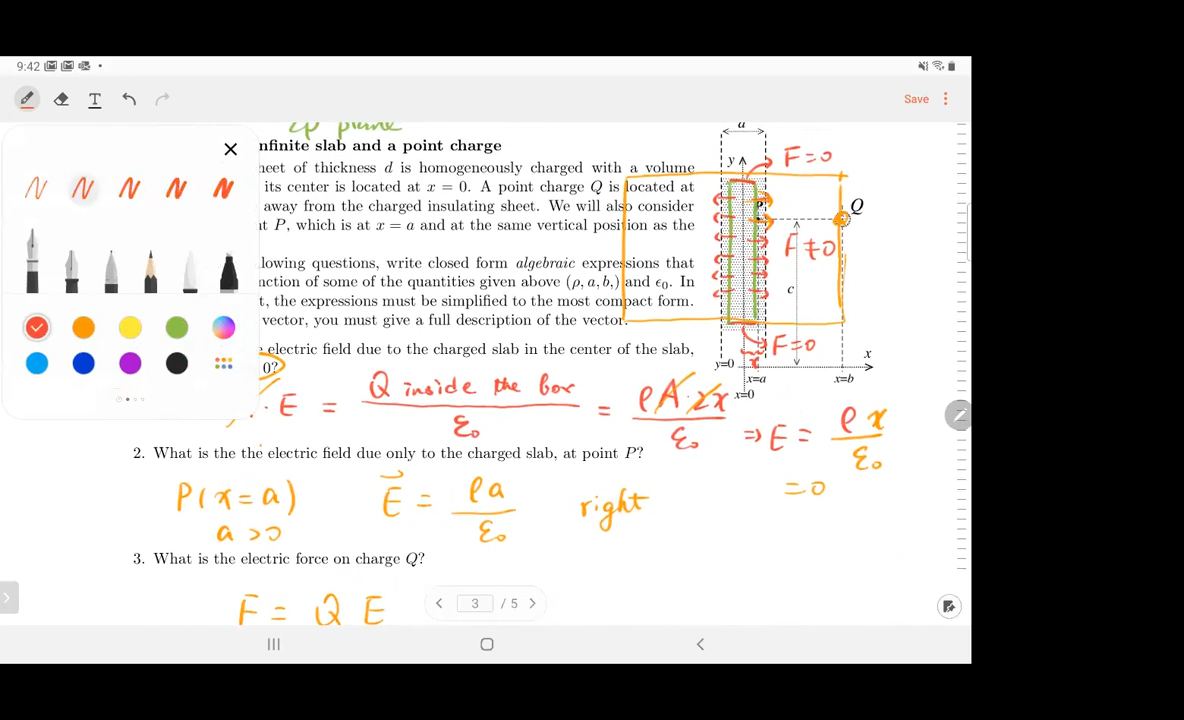 9:42
T
Save
2p plane
nfinite slab and a point charge
heet of thickness d is homogeneously charged with a volume
its center is located at x = 0. A point charge Q is located at
away from the charged insulating sheet. We will also consider
nt P, which is at x = a and at the same vertical position as the
lowing questions, write closed form algebraic expressions that
nction of some of the quantities given above (ρ, a, b,) and ϵ0. In
t, the expressions must be simplified to the most compact form.
vector, you must give a full description of the vector.
electric field due to the charged slab in the center of the slab,
0?
d
y
F=0
P
Q
F≠0
c
F=0
x
y=0
x
x=a
x=b
x=0
· E = Q inside the box / ε₀ = ρA·2x / ε₀ ⇒ E = ρx / ε₀
= 0
2. What is the the electric field due only to the charged slab, at point P?
P(x=a) E⃗ = ρa / ε₀ right
a >0
3. What is the electric force on charge Q?
F = Q E
3 / 5